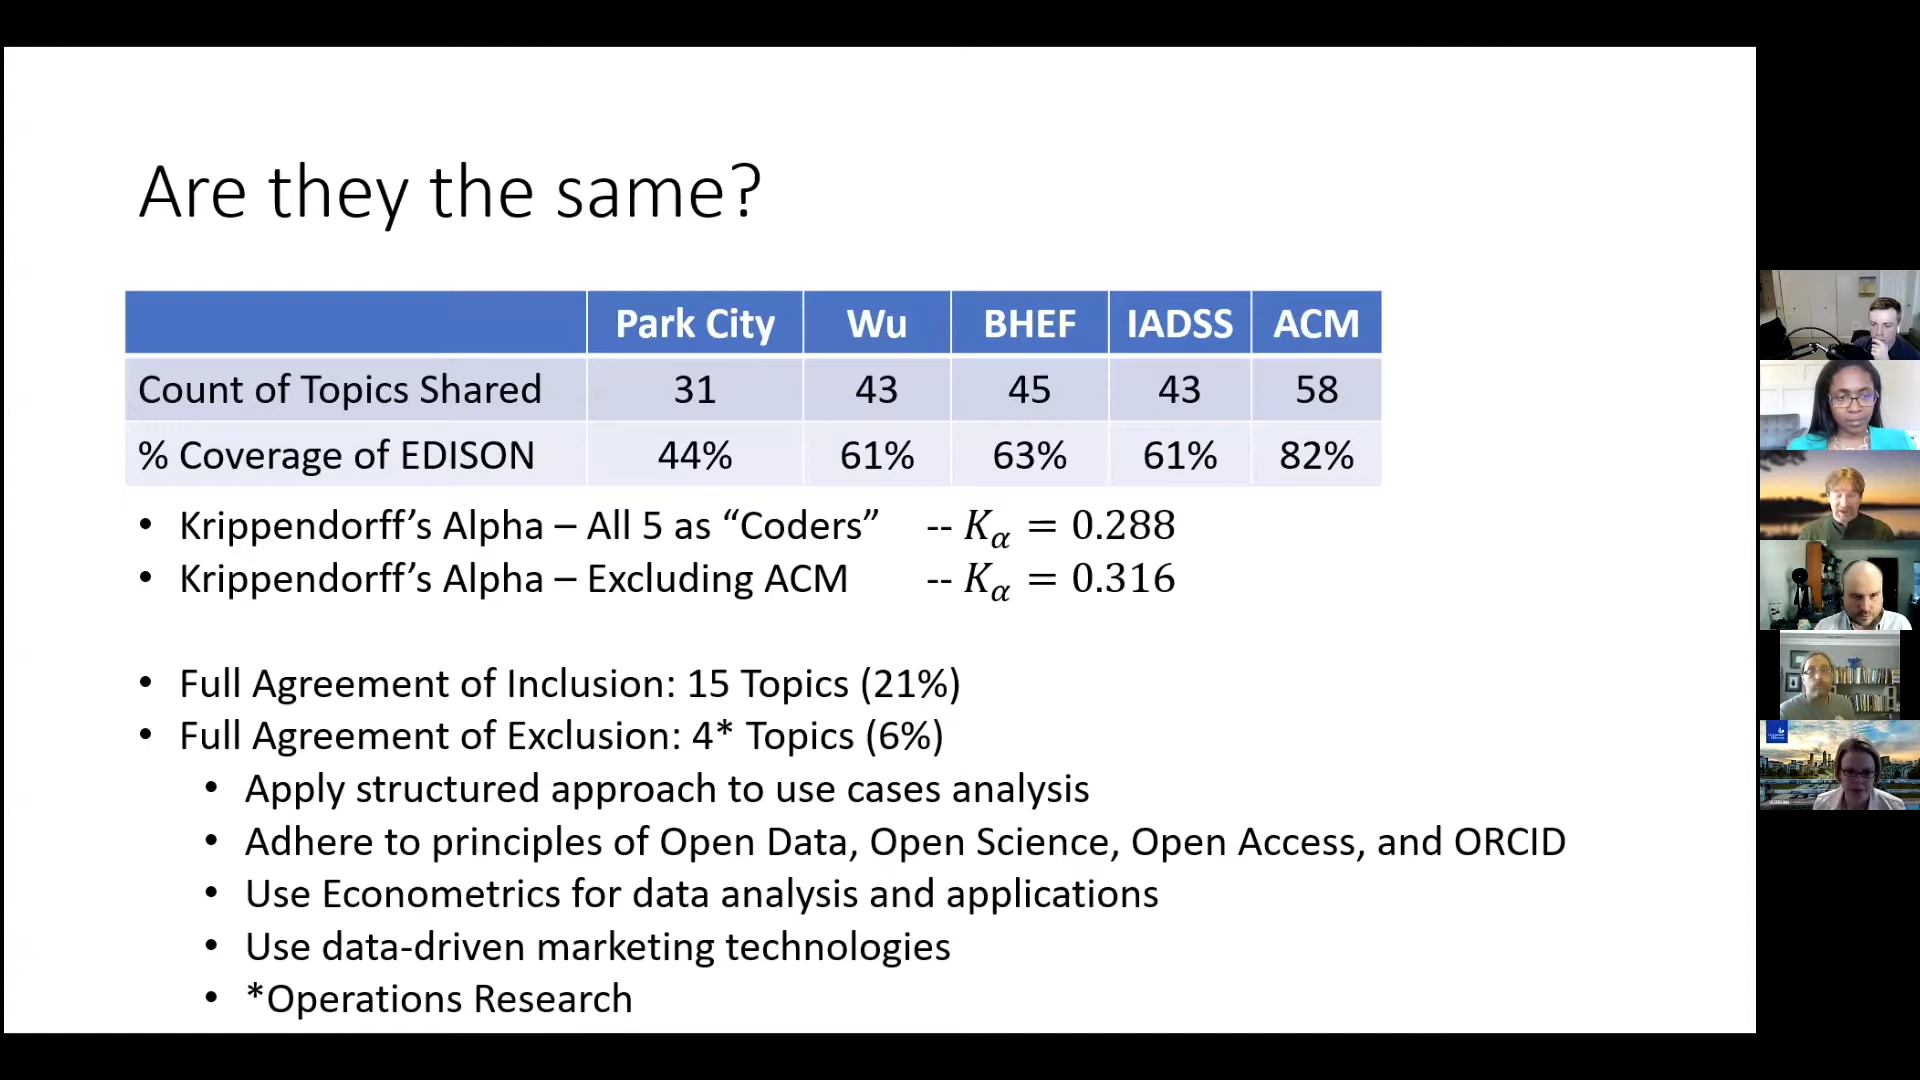 Are they the same?
Park City Wu BHEF IADSS ACM
Count of Topics Shared 31 43 45 43 58
% Coverage of EDISON 44% 61% 63% 61% 82%
• Krippendorff’s Alpha – All 5 as “Coders” -- Kα = 0.288
• Krippendorff’s Alpha – Excluding ACM -- Kα = 0.316
• Full Agreement of Inclusion: 15 Topics (21%)
• Full Agreement of Exclusion: 4* Topics (6%)
• Apply structured approach to use cases analysis
• Adhere to principles of Open Data, Open Science, Open Access, and ORCID
• Use Econometrics for data analysis and applications
• Use data-driven marketing technologies
• *Operations Research